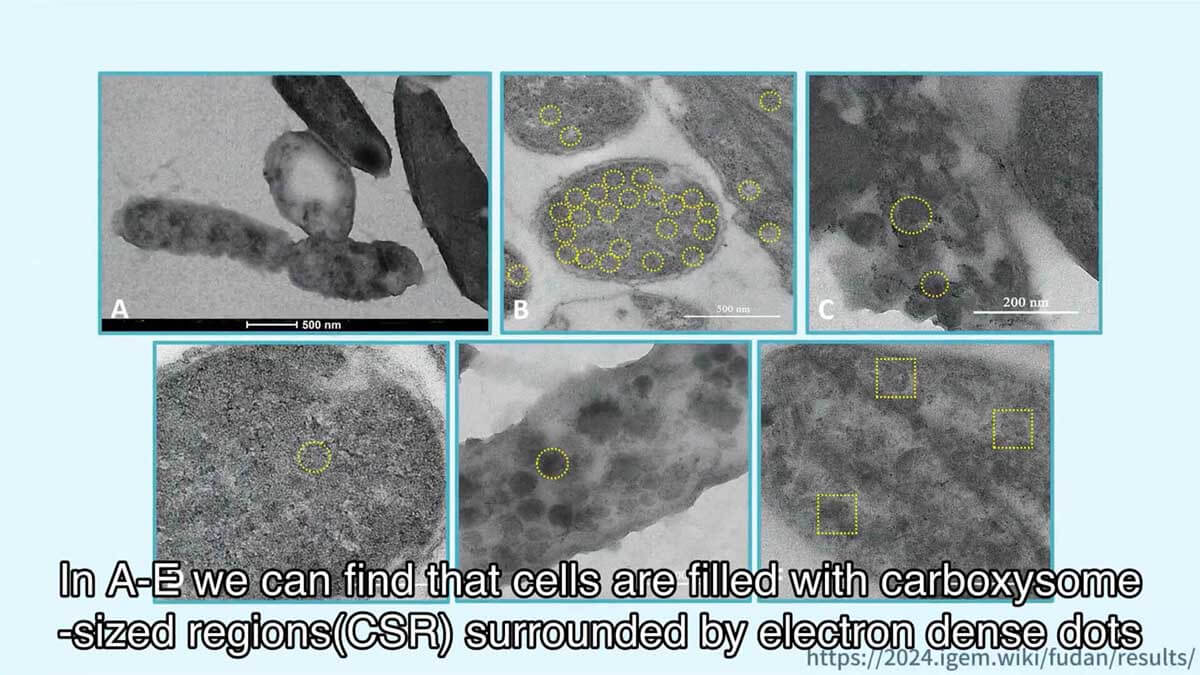 A
500 nm
B
500 nm
C
200 nm
In A-E we can find that cells are filled with carboxysome
-sized regions(CSR) surrounded by electron dense dots
https://2024.igem.wiki/fudan/results/